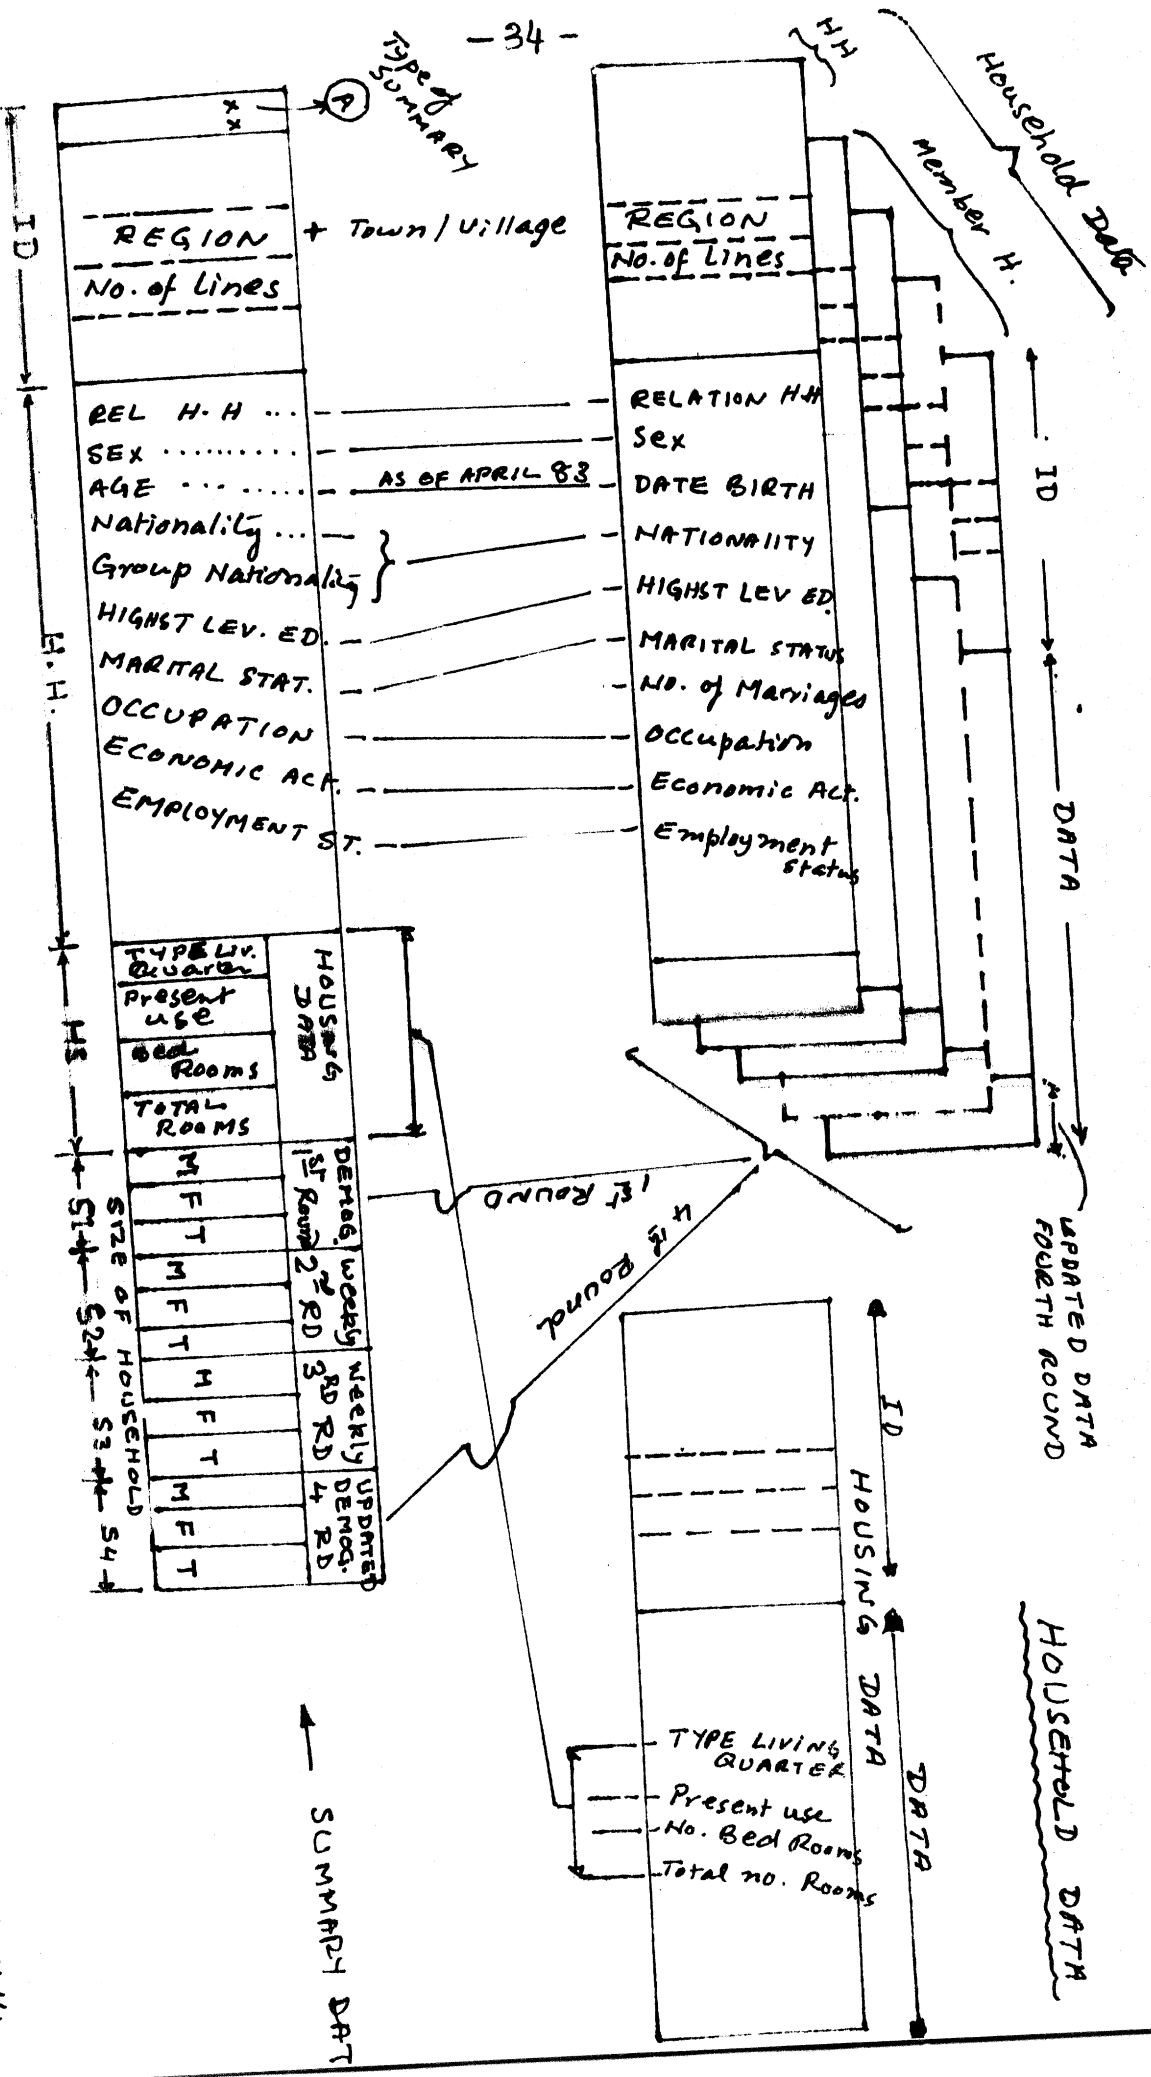 - 34 -
HH
Household Data
Member H.
Type of
SUMMARY
A
xx
ID
REGION + Town / Village
No. of Lines
REGION
No. of Lines
H.H.
REL H.H ...
SEX ..........
AGE ... ......
AS OF APRIL 83
Nationality ...
Group Nationality
HIGHST LEV. ED.
MARITAL STAT.
OCCUPATION
ECONOMIC ACT.
EMPLOYMENT ST.
RELATION HH
Sex
DATE BIRTH
NATIONALITY
HIGHST LEV ED.
MARITAL STATUS
No. of Marriages
Occupation
Economic Act.
Employment
Status
ID
DATA
UPDATED DATA
FOURTH ROUND
HS
TYPE Liv.
Quarter
Present
use
Bed
Rooms
TOTAL
ROOMS
HOUSING
DATA
S1
S2
S3
S4
SIZE OF HOUSEHOLD
M
F
T
M
F
T
M
F
T
M
F
T
DEMOG.
1ST Round
Weekly
2ND RD
Weekly
3RD RD
UPDATED
DEMOG.
4 RD
1ST ROUND
4th Round
ID
HOUSING DATA
DATA
TYPE LIVING
QUARTER
Present use
No. Bed Rooms
Total no. Rooms
HOUSEHOLD DATA
SUMMARY DAT